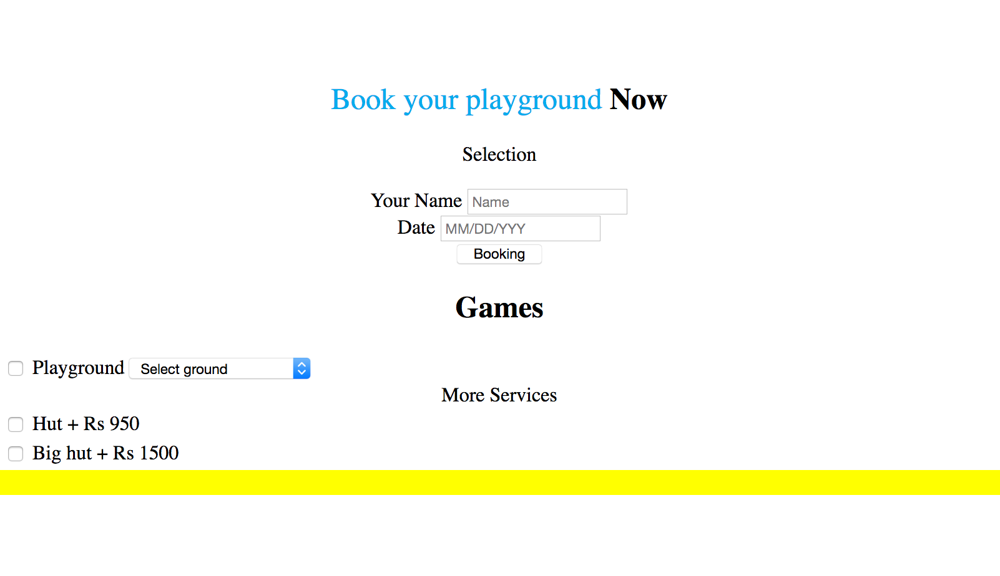 Book your playground Now
Selection
Your Name Name
Date MM/DD/YYY
Booking
Games
Playground Select ground
More Services
Hut + Rs 950
Big hut + Rs 1500